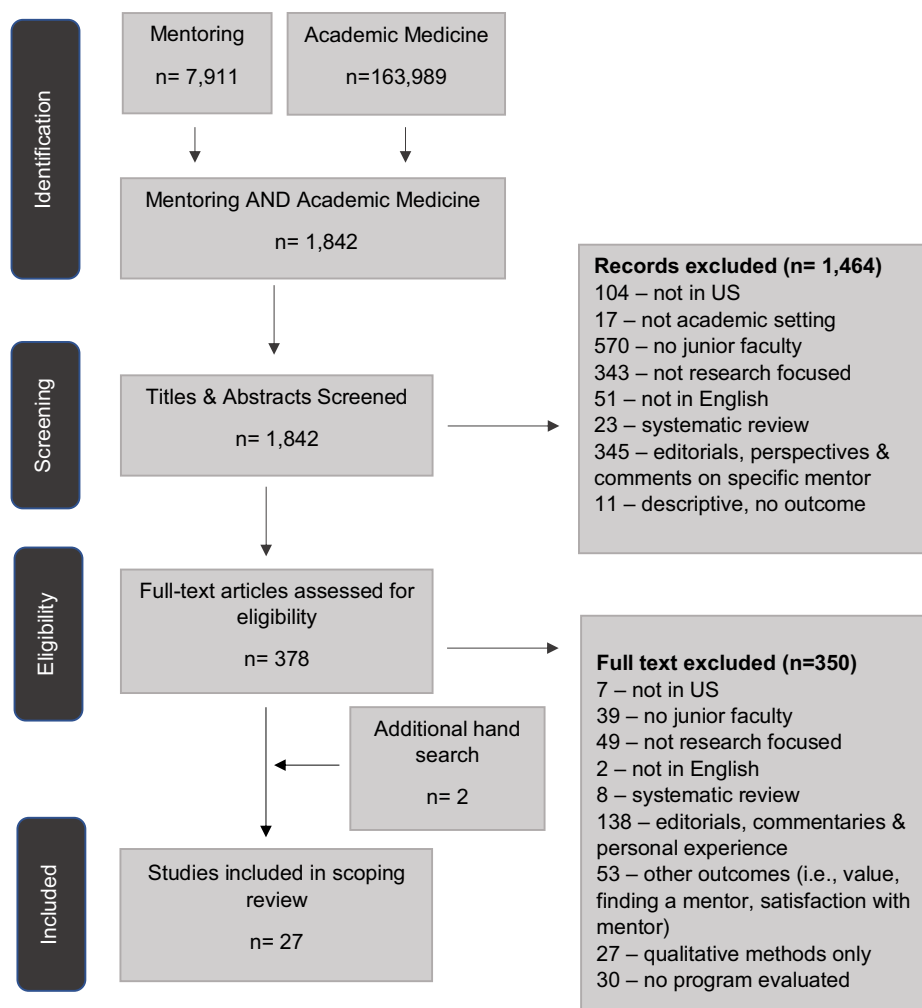 Identification
Mentoring
n= 7,911
Academic Medicine
n=163,989
Mentoring AND Academic Medicine
n= 1,842
Screening
Titles & Abstracts Screened
n= 1,842
Records excluded (n= 1,464)
104 – not in US
17 – not academic setting
570 – no junior faculty
343 – not research focused
51 – not in English
23 – systematic review
345 – editorials, perspectives &
comments on specific mentor
11 – descriptive, no outcome
Eligibility
Full-text articles assessed for
eligibility
n= 378
Full text excluded (n=350)
7 – not in US
39 – no junior faculty
49 – not research focused
2 – not in English
8 – systematic review
138 – editorials, commentaries &
personal experience
53 – other outcomes (i.e., value,
finding a mentor, satisfaction with
mentor)
27 – qualitative methods only
30 – no program evaluated
Additional hand
search
n= 2
Included
Studies included in scoping
review
n= 27